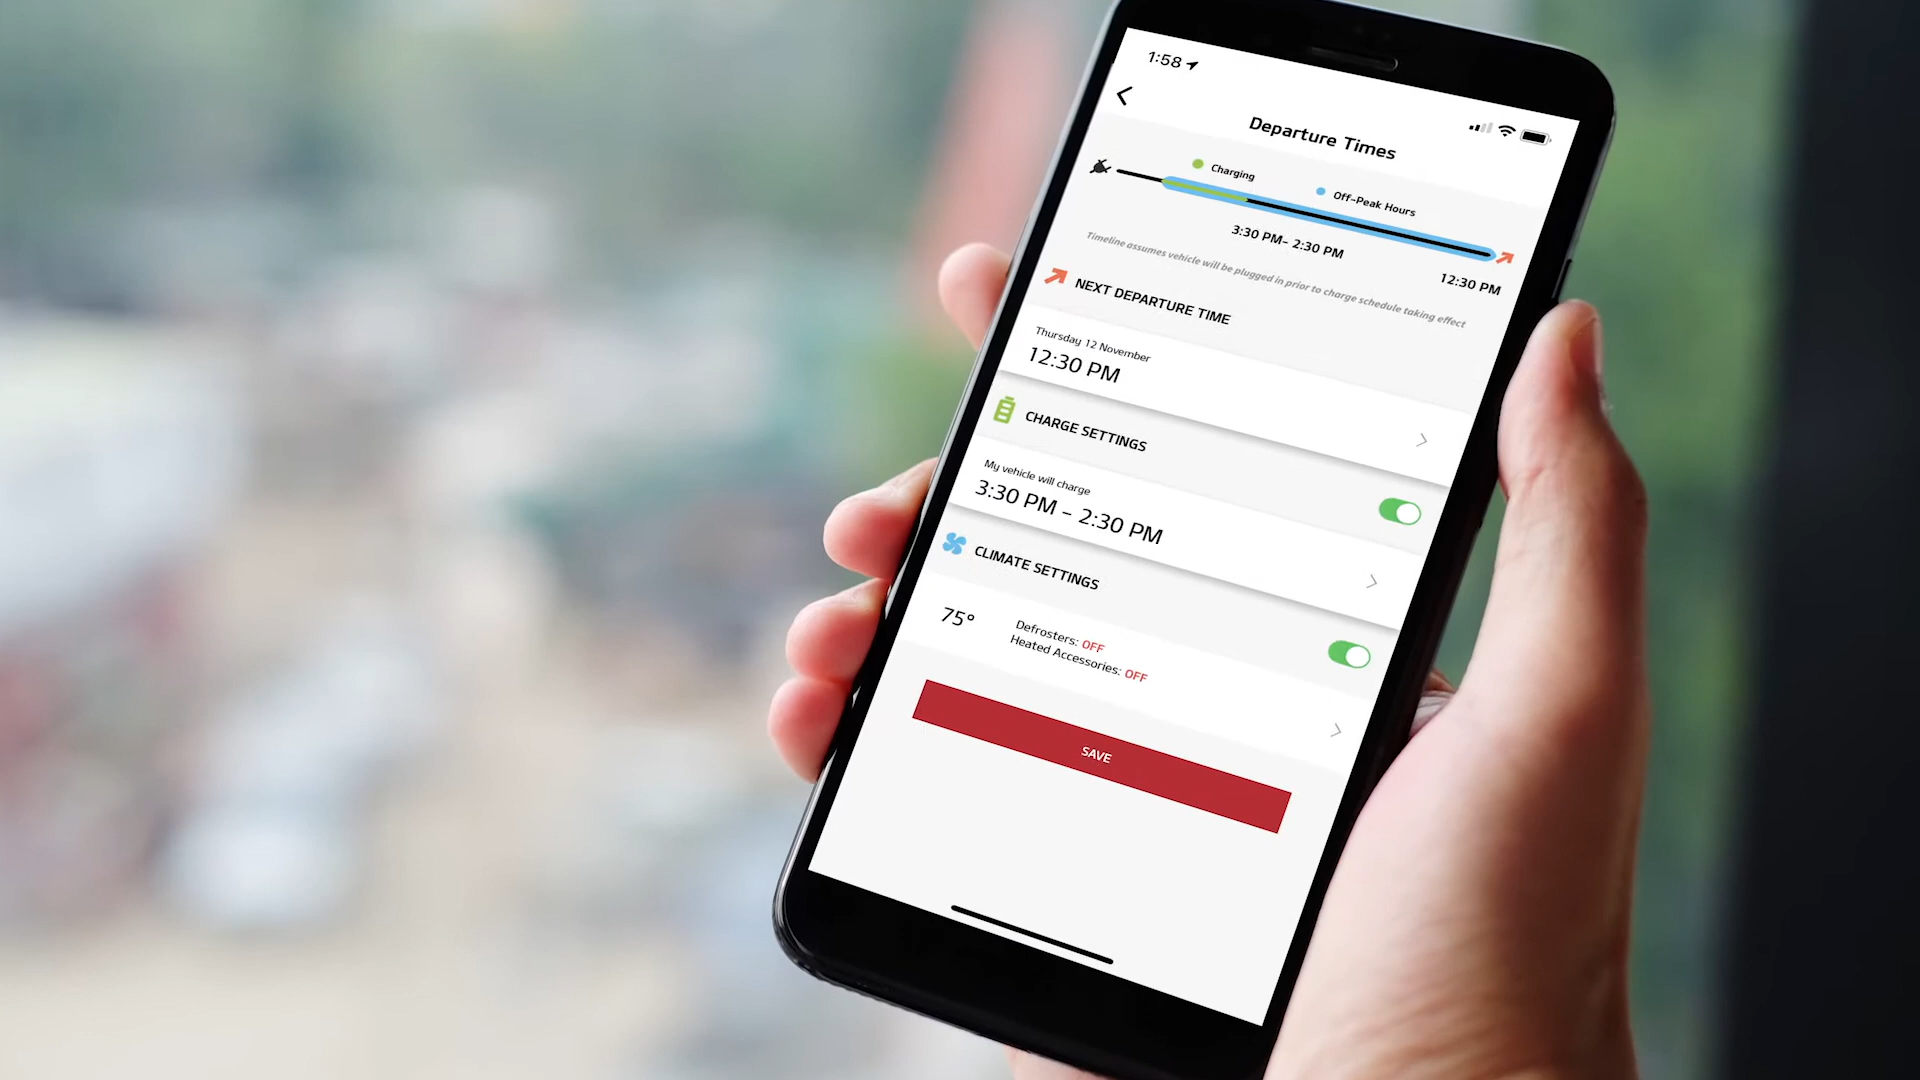 1:58
Departure Times
Charging
Off-Peak Hours
3:30 PM- 2:30 PM
12:30 PM
Timeline assumes vehicle will be plugged in prior to charge schedule taking effect
NEXT DEPARTURE TIME
Thursday 12 November
12:30 PM
CHARGE SETTINGS
My vehicle will charge
3:30 PM - 2:30 PM
CLIMATE SETTINGS
75°
Defrosters: OFF
Heated Accessories: OFF
SAVE